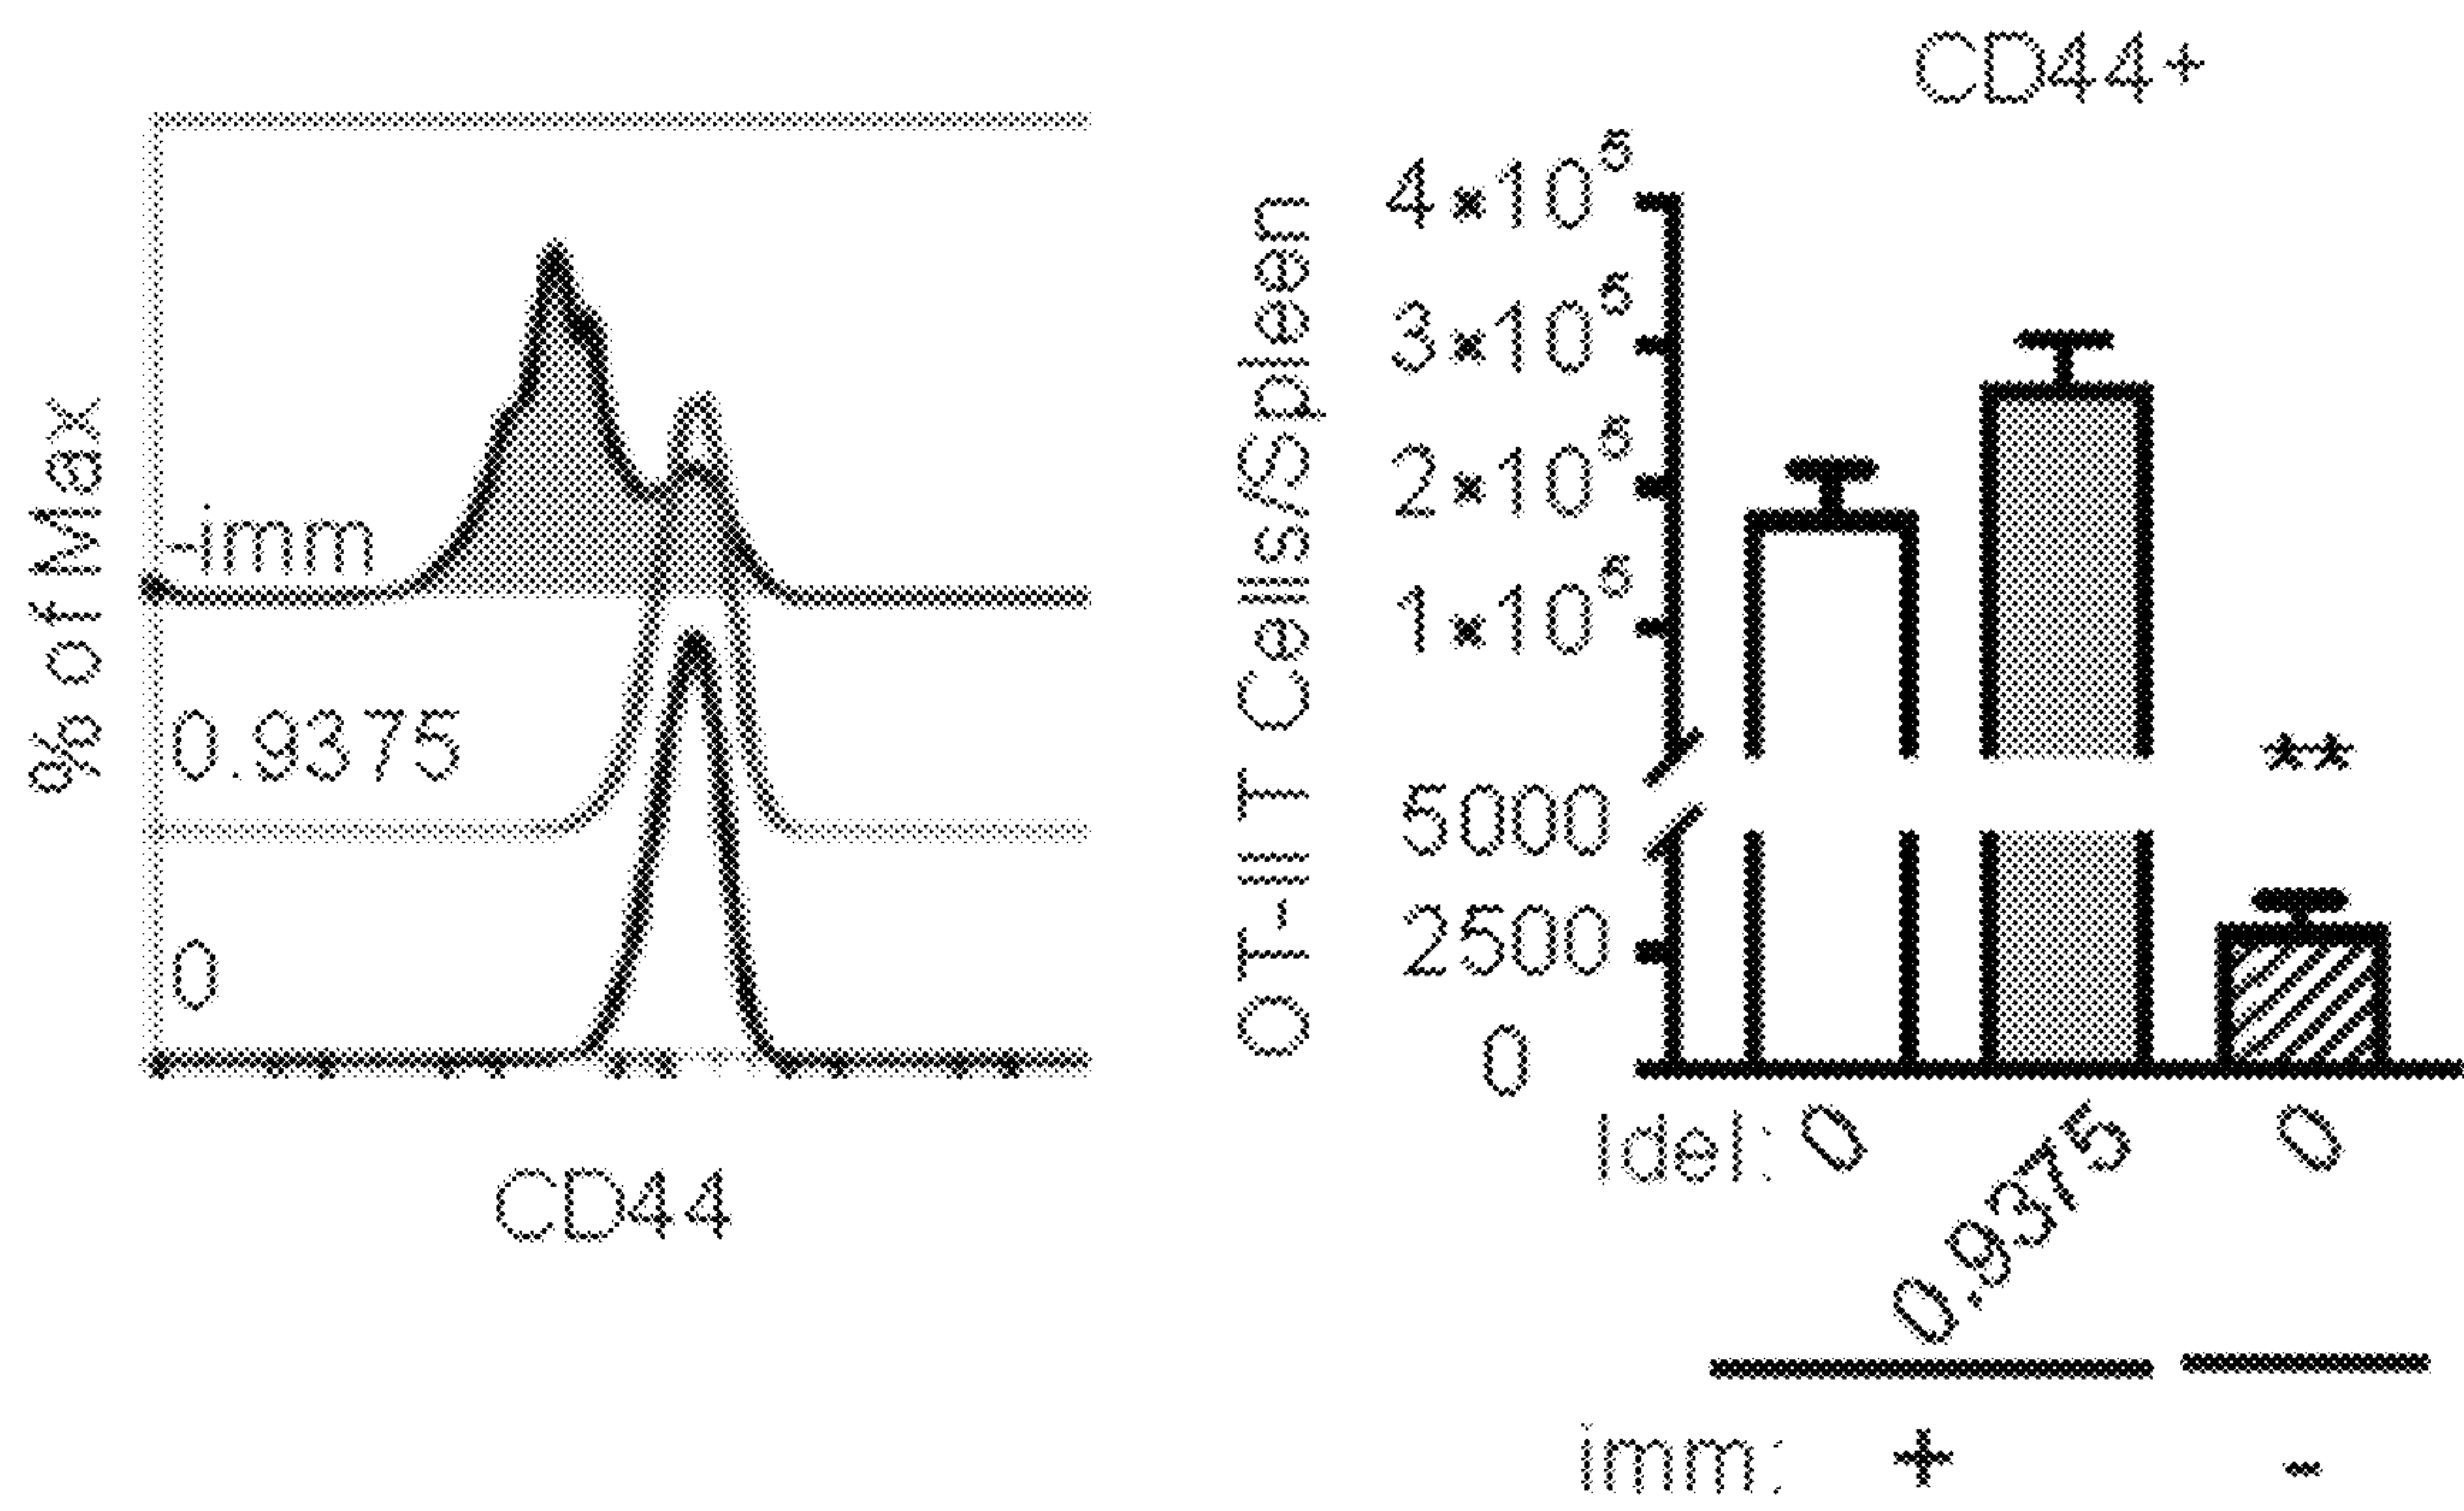 % of Max
-imm
0.9375
0
CD44
CD44+
OT-II T Cells/Spleen
4×10⁵
3×10⁵
2×10⁵
1×10⁵
5000
2500
0
**
Idel: 0 0.9375 0
imm: + -